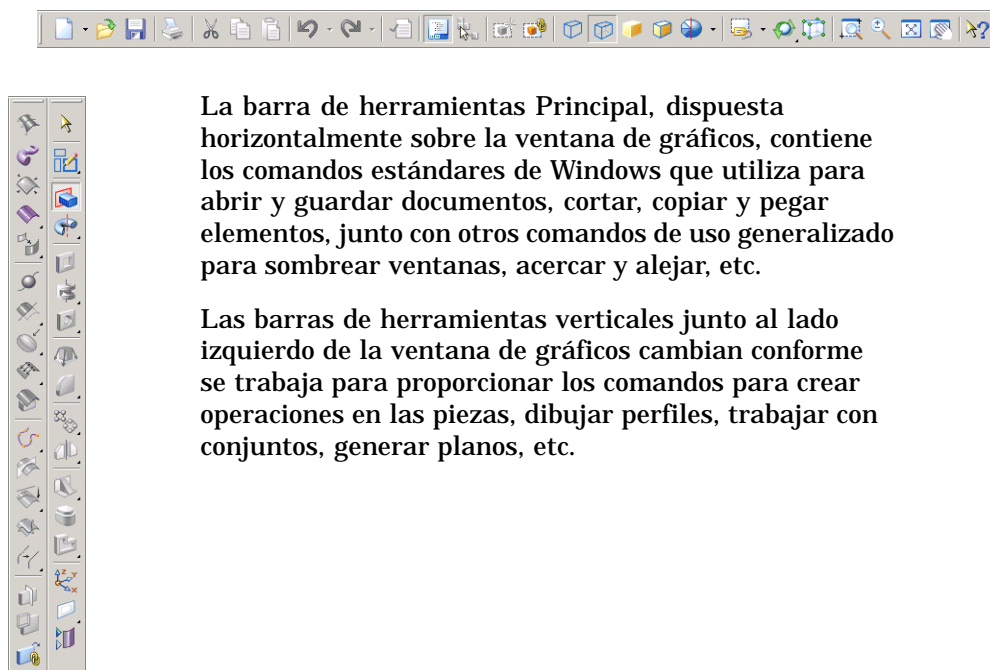 La barra de herramientas Principal, dispuesta
horizontalmente sobre la ventana de gráficos, contiene
los comandos estándares de Windows que utiliza para
abrir y guardar documentos, cortar, copiar y pegar
elementos, junto con otros comandos de uso generalizado
para sombrear ventanas, acercar y alejar, etc.
Las barras de herramientas verticales junto al lado
izquierdo de la ventana de gráficos cambian conforme
se trabaja para proporcionar los comandos para crear
operaciones en las piezas, dibujar perfiles, trabajar con
conjuntos, generar planos, etc.